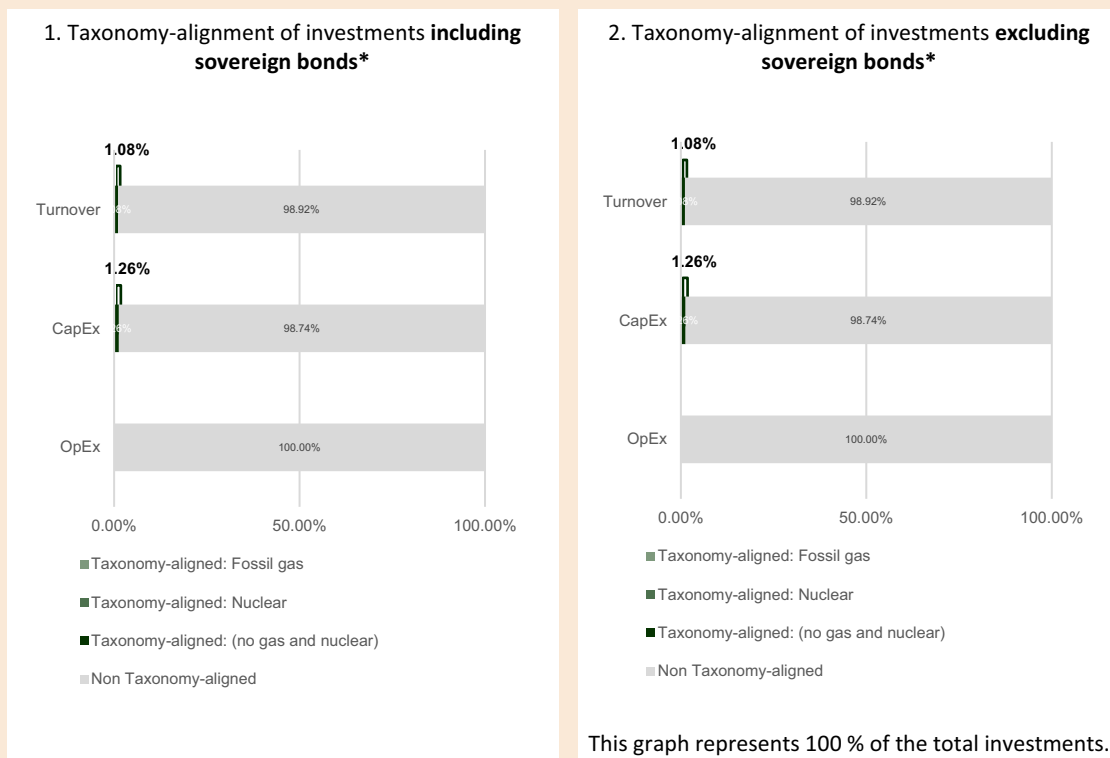 1. Taxonomy-alignment of investments including
sovereign bonds*
1.08%
Turnover
98.92%
1.26%
CapEx
98.74%
OpEx
100.00%
0.00%
50.00%
100.00%
Taxonomy-aligned: Fossil gas
Taxonomy-aligned: Nuclear
Taxonomy-aligned: (no gas and nuclear)
Non Taxonomy-aligned
2. Taxonomy-alignment of investments excluding
sovereign bonds*
1.08%
Turnover
98.92%
1.26%
CapEx
98.74%
OpEx
100.00%
0.00%
50.00%
100.00%
Taxonomy-aligned: Fossil gas
Taxonomy-aligned: Nuclear
Taxonomy-aligned: (no gas and nuclear)
Non Taxonomy-aligned
This graph represents 100 % of the total investments.